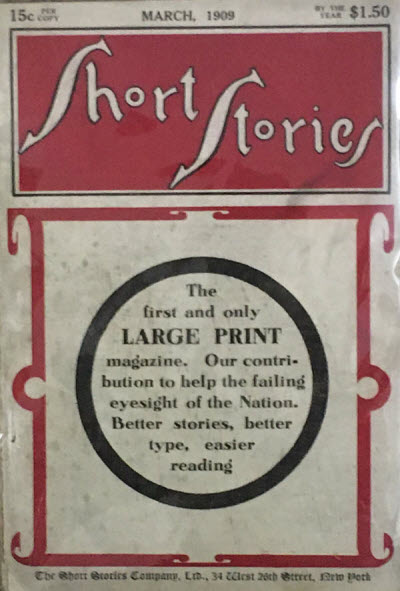 15c PER COPY MARCH, 1909 BY THE YEAR $1.50
Short
Stories
The
first and only
LARGE PRINT
magazine. Our contri-
bution to help the failing
eyesight of the Nation.
Better stories, better
type, easier
reading
The Short Stories Company, Ltd., 34 West 26th Street, New York